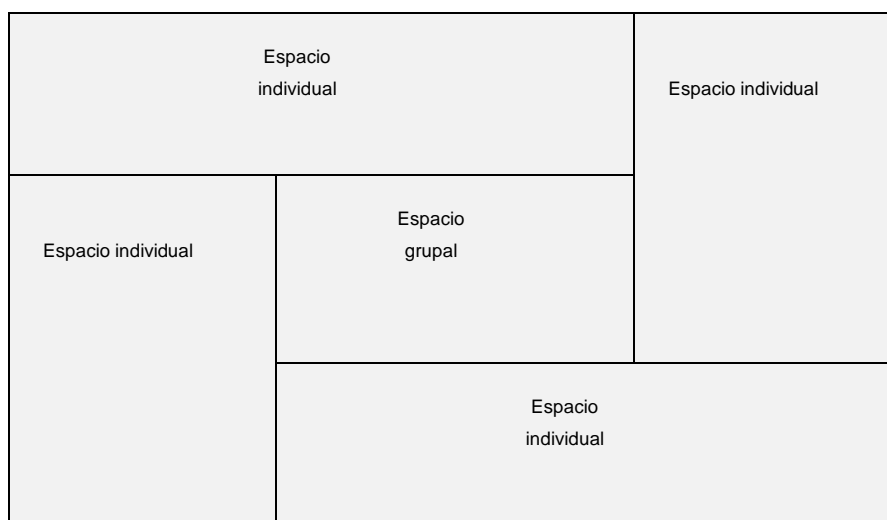 Espacio
individual
Espacio individual
Espacio individual
Espacio
grupal
Espacio
individual